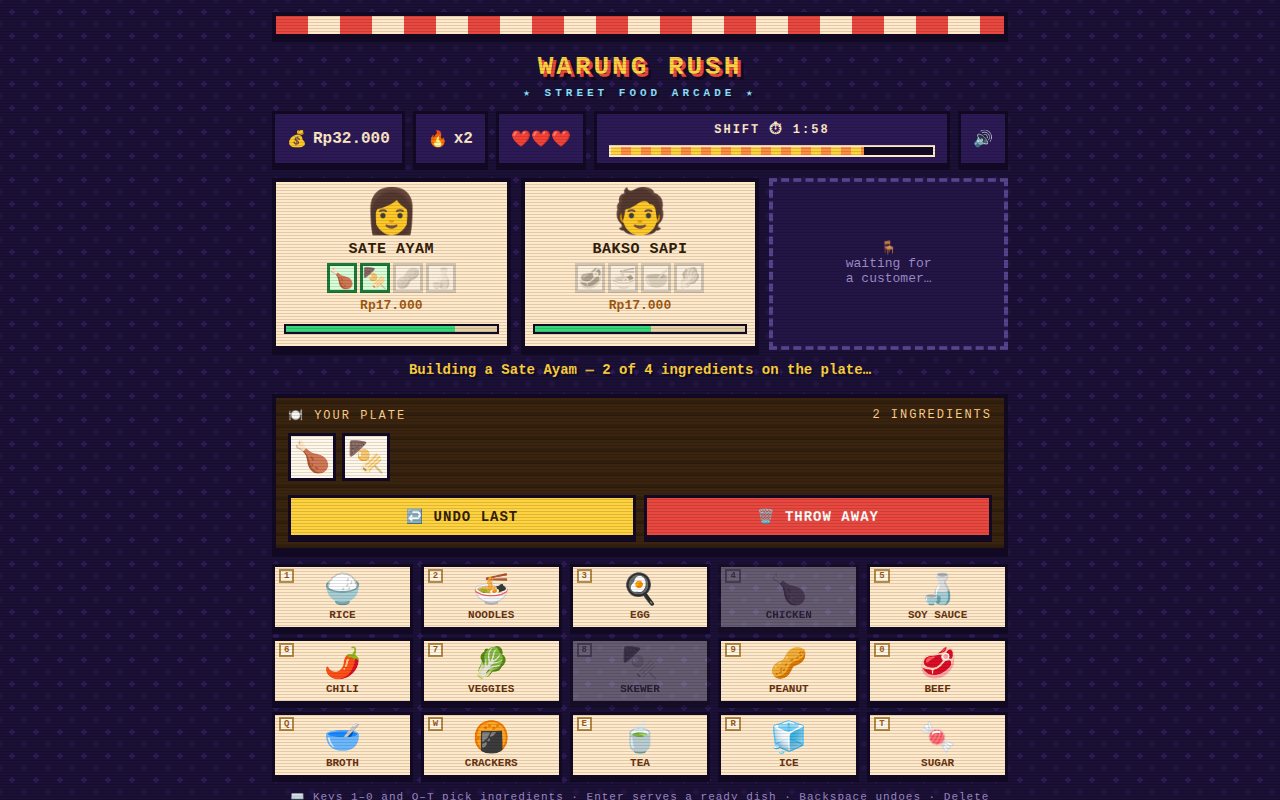 WARUNG RUSH
★ STREET FOOD ARCADE ★
Rp32.000
x2
SHIFT ⏱ 1:58
SATE AYAM
Rp17.000
BAKSO SAPI
Rp17.000
waiting for
a customer…
Building a Sate Ayam — 2 of 4 ingredients on the plate…
YOUR PLATE
2 INGREDIENTS
UNDO LAST
THROW AWAY
1 RICE
2 NOODLES
3 EGG
4 CHICKEN
5 SOY SAUCE
6 CHILI
7 VEGGIES
8 SKEWER
9 PEANUT
0 BEEF
Q BROTH
W CRACKERS
E TEA
R ICE
T SUGAR
Keys 1–0 and Q–T pick ingredients · Enter serves a ready dish · Backspace undoes · Delete